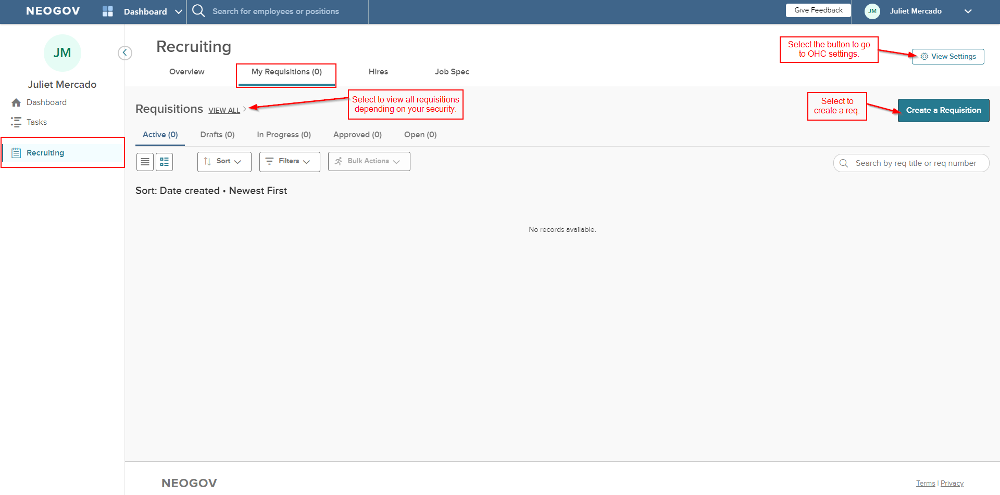 NEOGOV
Dashboard
Search for employees or positions
Give Feedback
JM
Juliet Mercado
JM
Juliet Mercado
Dashboard
Tasks
Recruiting
Recruiting
Overview
My Requisitions (0)
Hires
Job Spec
Select the button to go
to OHC settings.
View Settings
Requisitions VIEW ALL
Select to view all requisitions
depending on your security.
Select to
create a req.
Create a Requisition
Active (0)
Drafts (0)
In Progress (0)
Approved (0)
Open (0)
Sort
Filters
Bulk Actions
Search by req title or req number
Sort: Date created • Newest First
No records available.
NEOGOV
Terms | Privacy